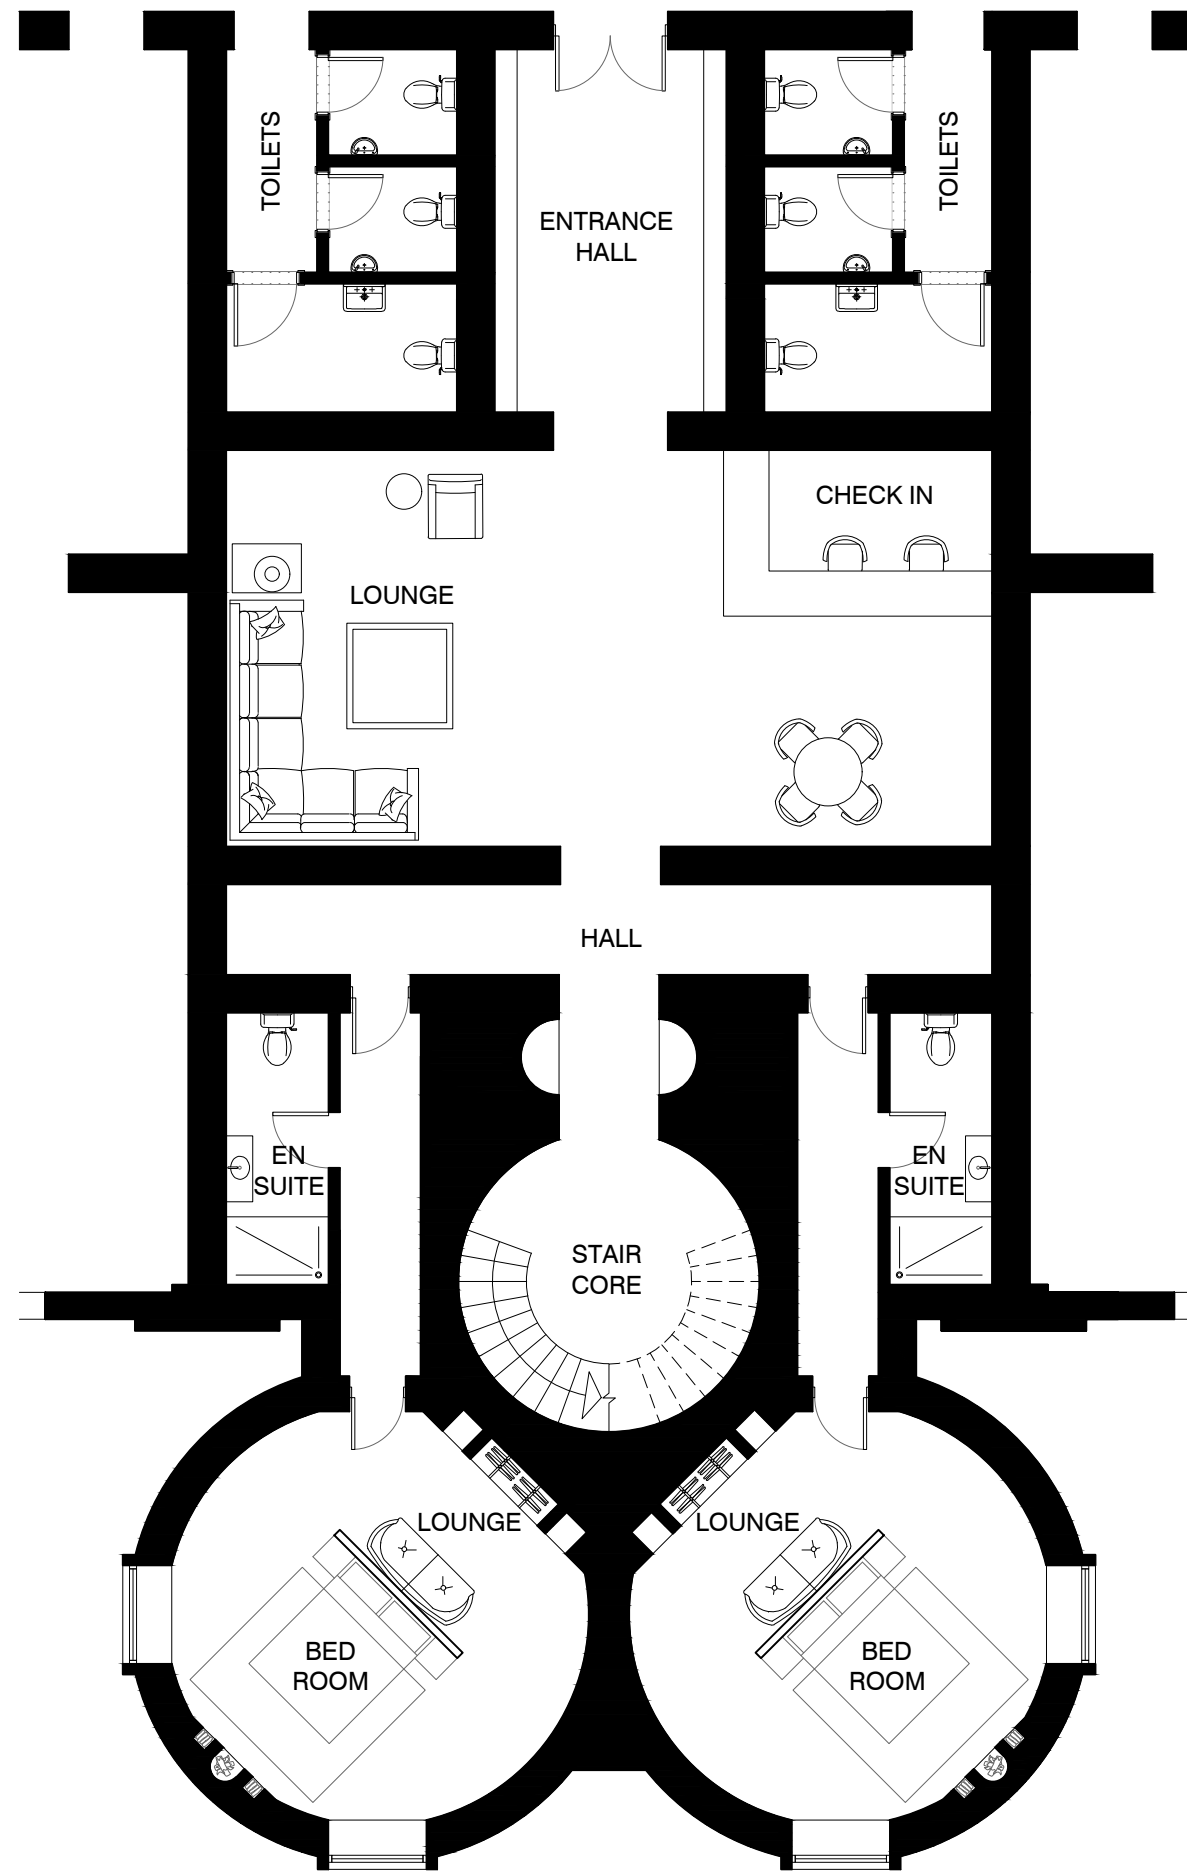 TOILETS
TOILETS
ENTRANCE
HALL
CHECK IN
LOUNGE
HALL
EN
SUITE
EN
SUITE
STAIR
CORE
LOUNGE
LOUNGE
BED
ROOM
BED
ROOM